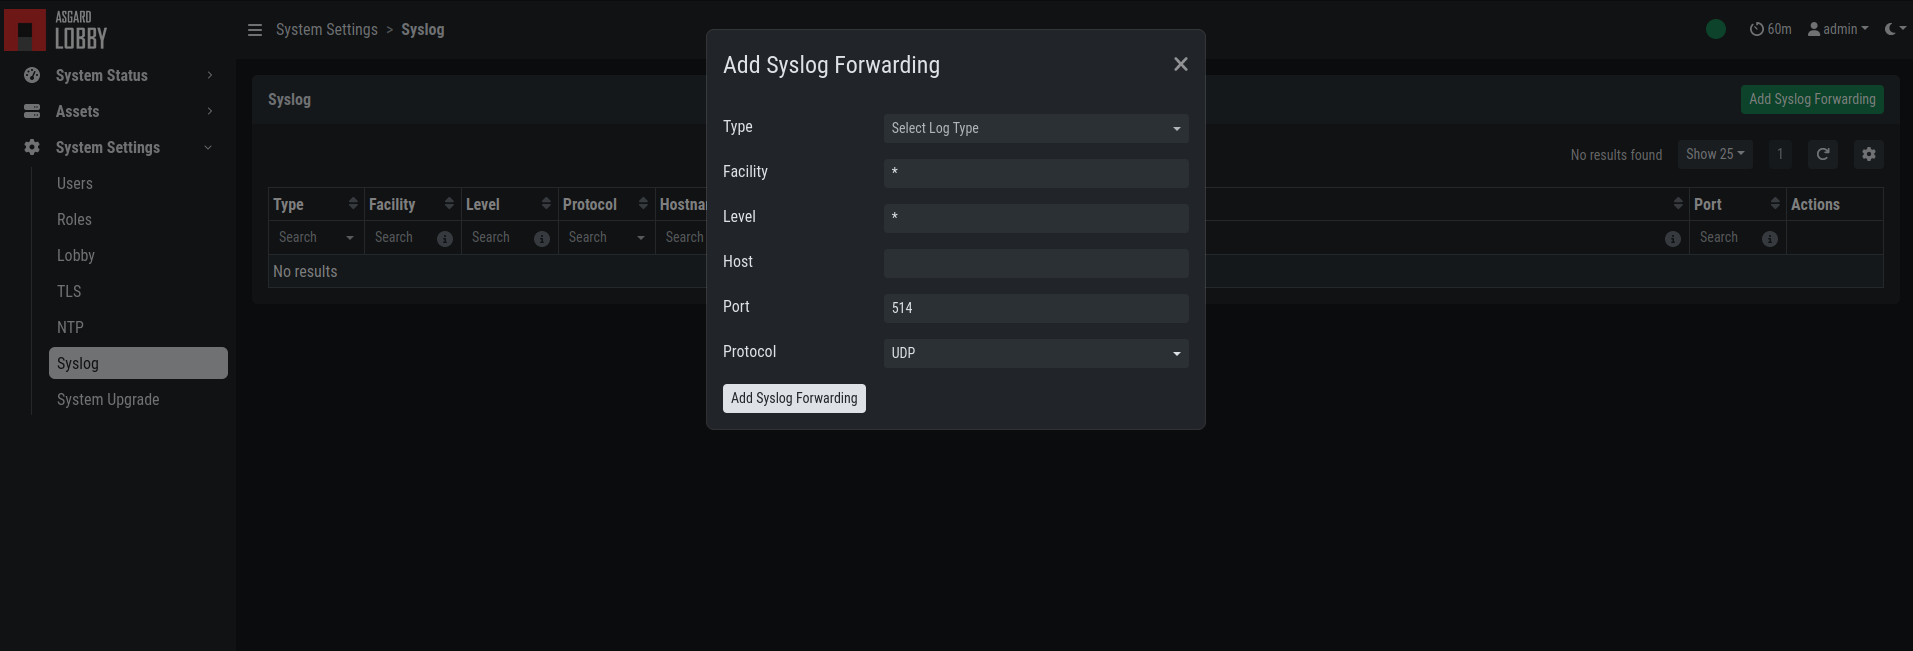 ASGARD
LOBBY
System Settings > Syslog
60m
admin
System Status
Assets
System Settings
Users
Roles
Lobby
TLS
NTP
Syslog
System Upgrade
Syslog
Add Syslog Forwarding
No results found
Show 25
1
Type
Facility
Level
Protocol
Port
Actions
Search
Search
Search
Search
Search
Search
No results
Add Syslog Forwarding
Type
Select Log Type
Facility
*
Level
*
Host
Port
514
Protocol
UDP
Add Syslog Forwarding